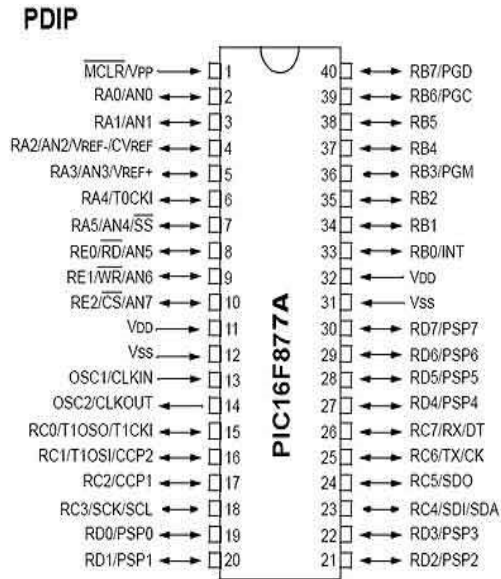 PDIP
MCLR/VPP 1 40 RB7/PGD
RA0/AN0 2 39 RB6/PGC
RA1/AN1 3 38 RB5
RA2/AN2/VREF-/CVREF 4 37 RB4
RA3/AN3/VREF+ 5 36 RB3/PGM
RA4/T0CKI 6 35 RB2
RA5/AN4/SS 7 34 RB1
RE0/RD/AN5 8 33 RB0/INT
RE1/WR/AN6 9 32 VDD
RE2/CS/AN7 10 31 VSS
VDD 11 30 RD7/PSP7
VSS 12 29 RD6/PSP6
OSC1/CLKIN 13 28 RD5/PSP5
OSC2/CLKOUT 14 27 RD4/PSP4
RC0/T1OSO/T1CKI 15 26 RC7/RX/DT
RC1/T1OSI/CCP2 16 25 RC6/TX/CK
RC2/CCP1 17 24 RC5/SDO
RC3/SCK/SCL 18 23 RC4/SDI/SDA
RD0/PSP0 19 22 RD3/PSP3
RD1/PSP1 20 21 RD2/PSP2
PIC16F877A